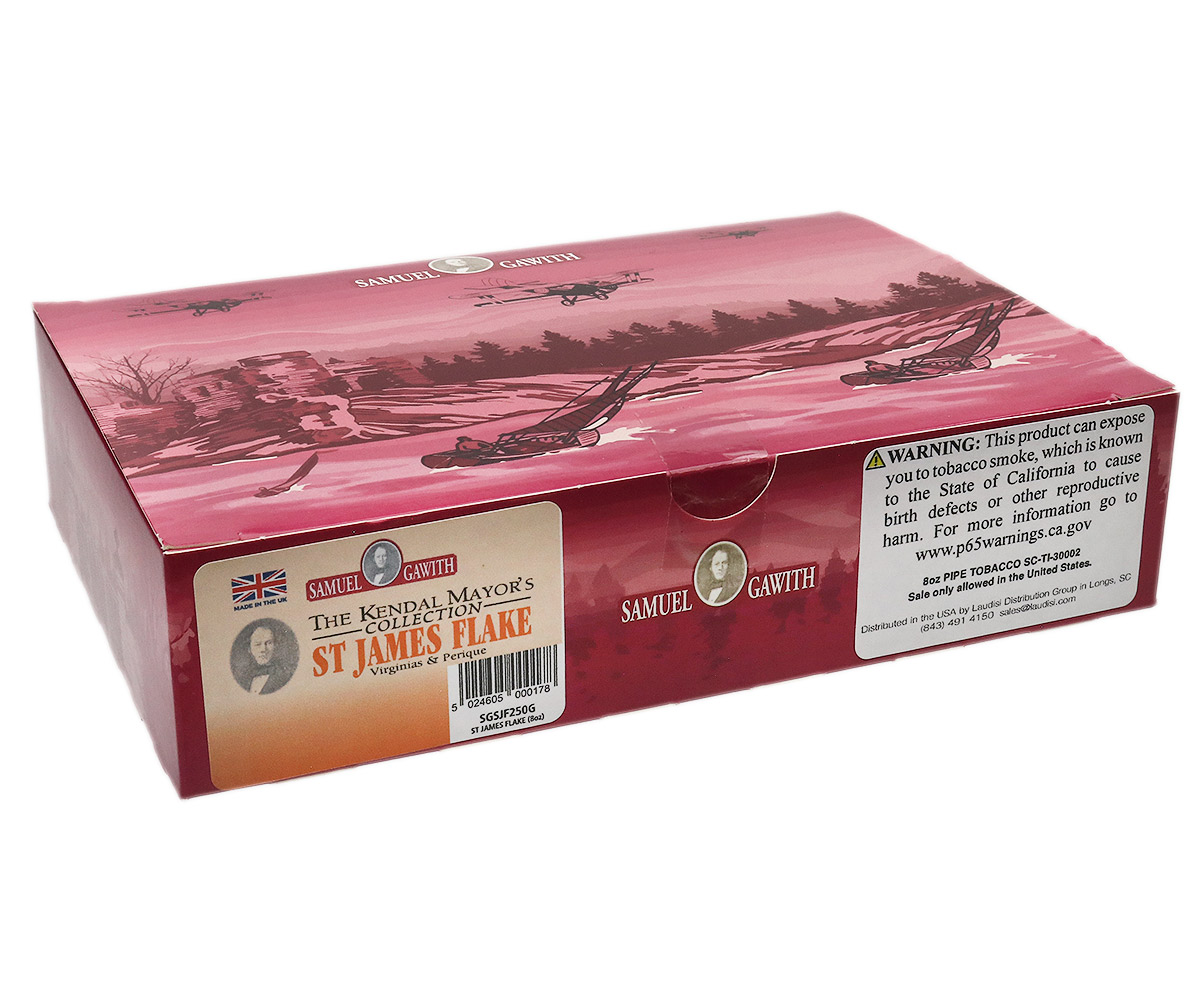 SAMUEL GAWITH
MADE IN THE UK
SAMUEL GAWITH
THE KENDAL MAYOR'S
COLLECTION
ST JAMES FLAKE
Virginias & Perique
5 024605 000178
SGSJF250G
ST JAMES FLAKE (8oz)
SAMUEL GAWITH
WARNING: This product can expose
you to tobacco smoke, which is known
to the State of California to cause
birth defects or other reproductive
harm. For more information go to
www.p65warnings.ca.gov
8oz PIPE TOBACCO SC-TI-30002
Sale only allowed in the United States.
Distributed in the USA by Laudisi Distribution Group in Longs, SC
(843) 491 4150 sales@laudisi.com